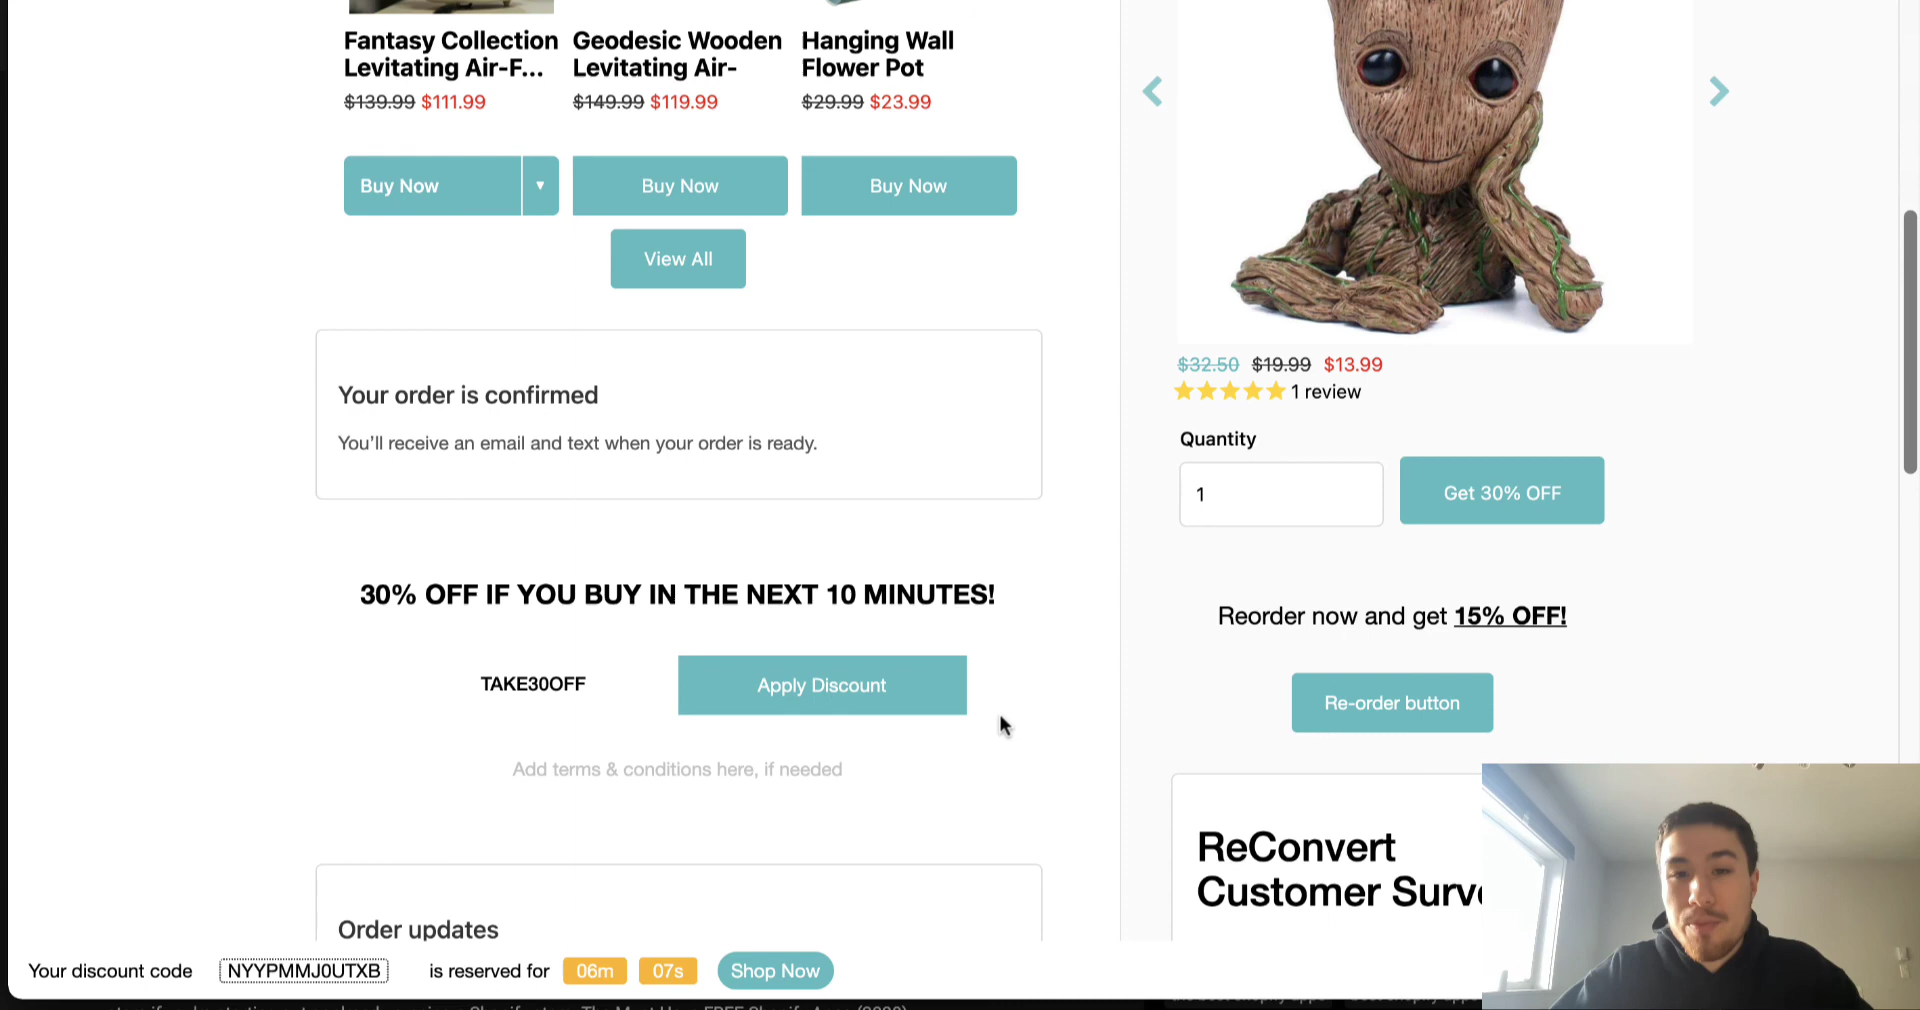 Fantasy Collection
Levitating Air-F...
$139.99 $111.99
Geodesic Wooden
Levitating Air-
$149.99 $119.99
Hanging Wall
Flower Pot
$29.99 $23.99
Buy Now
Buy Now
Buy Now
View All
Your order is confirmed
You'll receive an email and text when your order is ready.
30% OFF IF YOU BUY IN THE NEXT 10 MINUTES!
TAKE30OFF
Apply Discount
Add terms & conditions here, if needed
Order updates
$32.50 $19.99 $13.99
1 review
Quantity
1
Get 30% OFF
Reorder now and get 15% OFF!
Re-order button
ReConvert
Customer Surve
Your discount code NYYPMMJ0UTXB is reserved for 06m 07s Shop Now